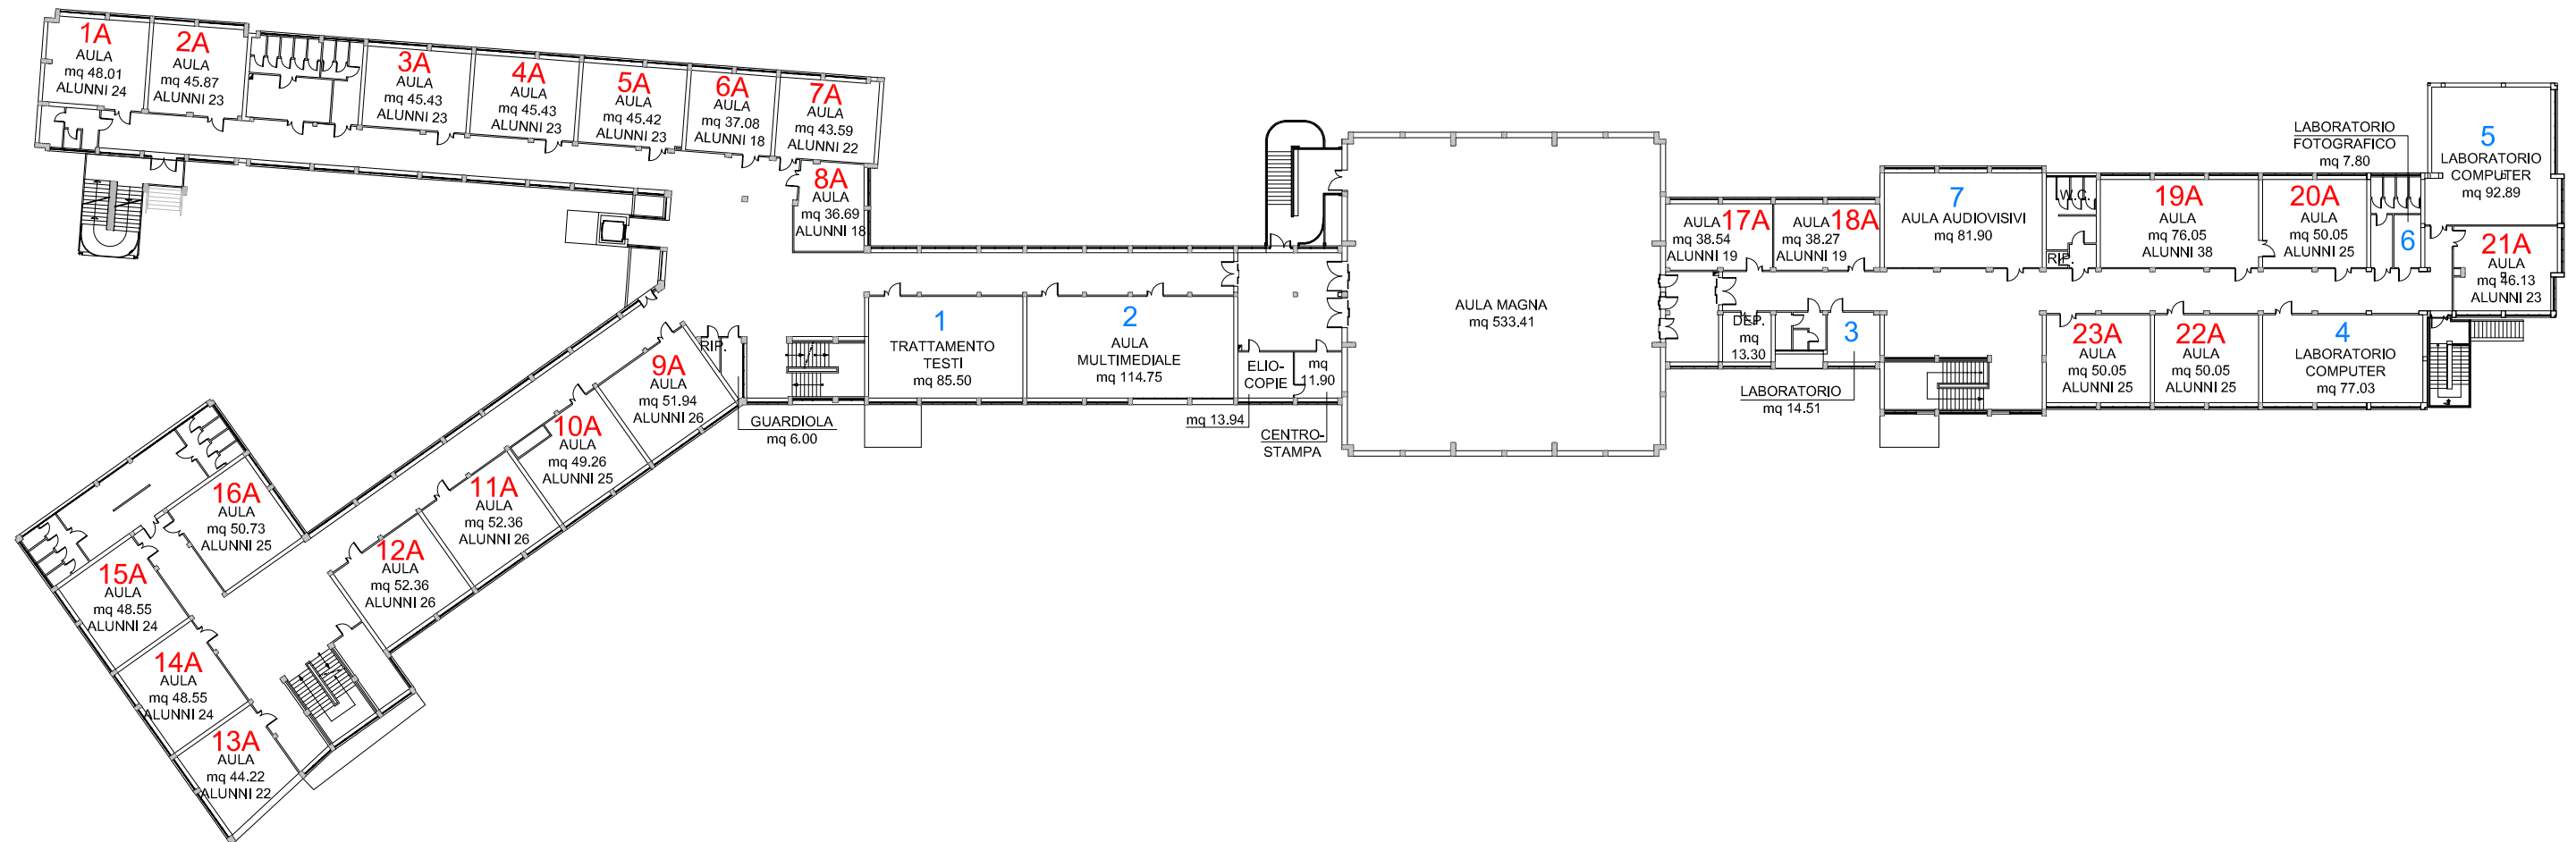 1A
AULA
mq 48.01
ALUNNI 24
2A
AULA
mq 45.87
ALUNNI 23
3A
AULA
mq 45.43
ALUNNI 23
4A
AULA
mq 45.43
ALUNNI 23
5A
AULA
mq 45.42
ALUNNI 23
6A
AULA
mq 37.08
ALUNNI 18
7A
AULA
mq 43.59
ALUNNI 22
8A
AULA
mq 36.69
ALUNNI 18
9A
AULA
mq 51.94
ALUNNI 26
10A
AULA
mq 49.26
ALUNNI 25
11A
AULA
mq 52.36
ALUNNI 26
12A
AULA
mq 52.36
ALUNNI 26
13A
AULA
mq 44.22
ALUNNI 22
14A
AULA
mq 48.55
ALUNNI 24
15A
AULA
mq 48.55
ALUNNI 24
16A
AULA
mq 50.73
ALUNNI 25
RIP.
GUARDIOLA
mq 6.00
1
TRATTAMENTO
TESTI
mq 85.50
2
AULA
MULTIMEDIALE
mq 114.75
ELIO-
COPIE
mq 13.94
mq
11.90
CENTRO-
STAMPA
AULA MAGNA
mq 533.41
AULA 17A
mq 38.54
ALUNNI 19
AULA 18A
mq 38.27
ALUNNI 19
DEP.
mq
13.30
3
LABORATORIO
mq 14.51
7
AULA AUDIOVISIVI
mq 81.90
W.C.
RIP.
19A
AULA
mq 76.05
ALUNNI 38
20A
AULA
mq 50.05
ALUNNI 25
LABORATORIO
FOTOGRAFICO
mq 7.80
6
5
LABORATORIO
COMPUTER
mq 92.89
21A
AULA
mq 46.13
ALUNNI 23
23A
AULA
mq 50.05
ALUNNI 25
22A
AULA
mq 50.05
ALUNNI 25
4
LABORATORIO
COMPUTER
mq 77.03